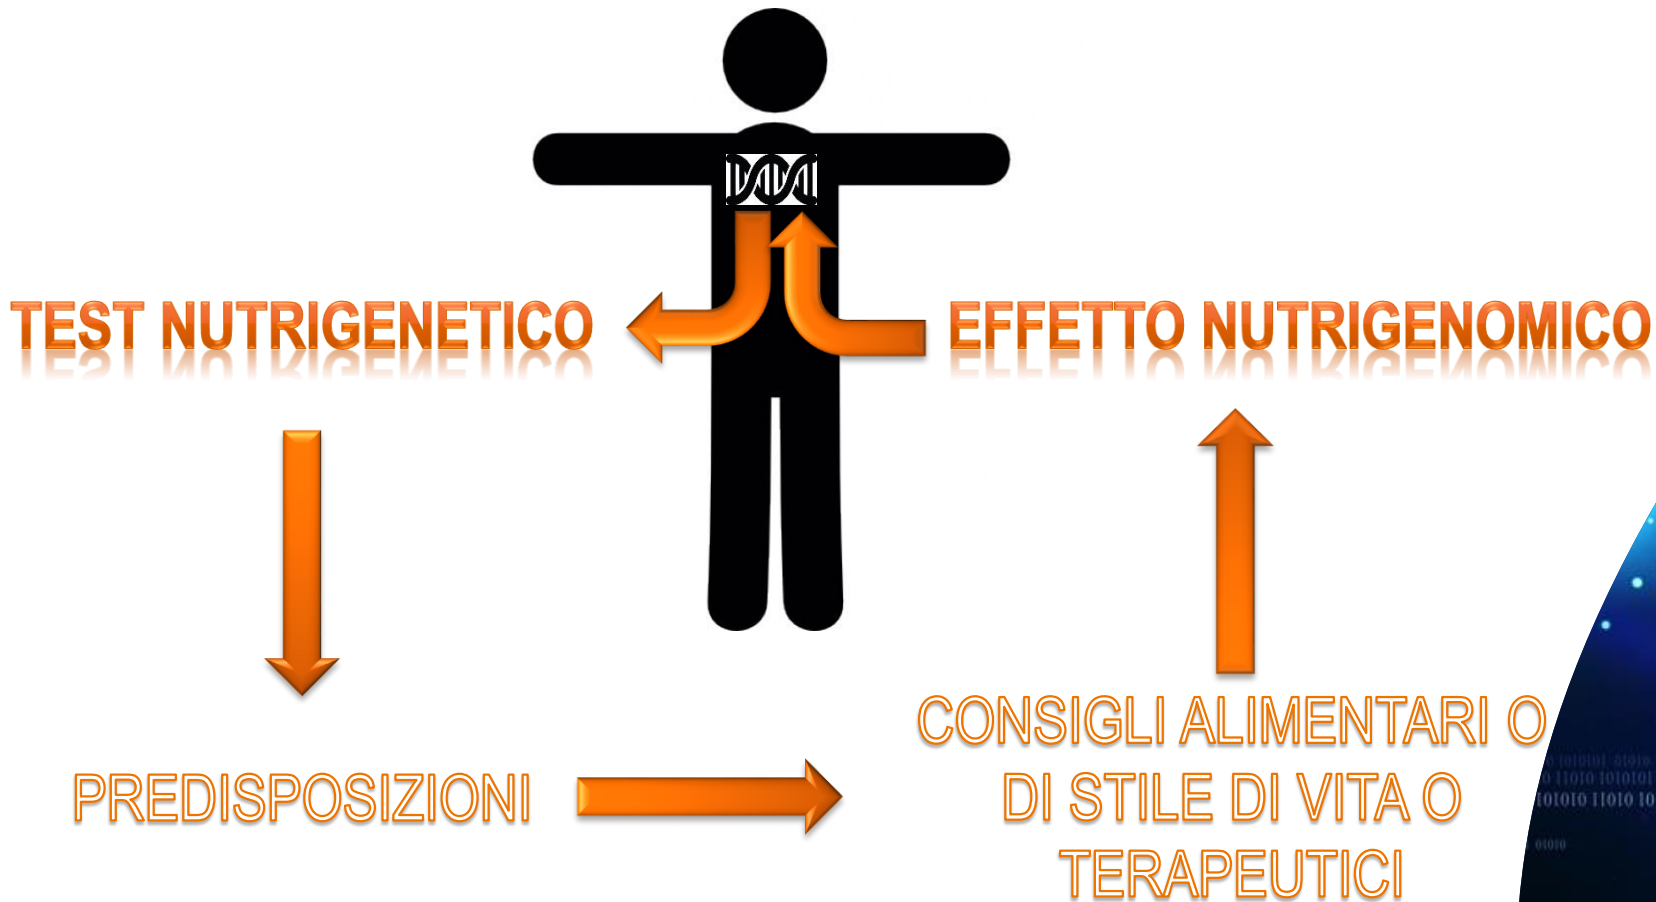 TEST NUTRIGENETICO
EFFETTO NUTRIGENOMICO
PREDISPOSIZIONI
CONSIGLI ALIMENTARI O
DI STILE DI VITA O
TERAPEUTICI